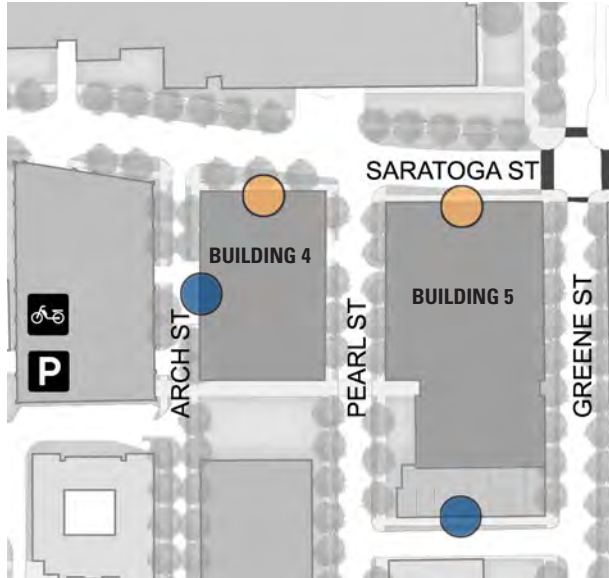 SARATOGA ST
BUILDING 4
BUILDING 5
P
ARCH ST
PEARL ST
GREENE ST